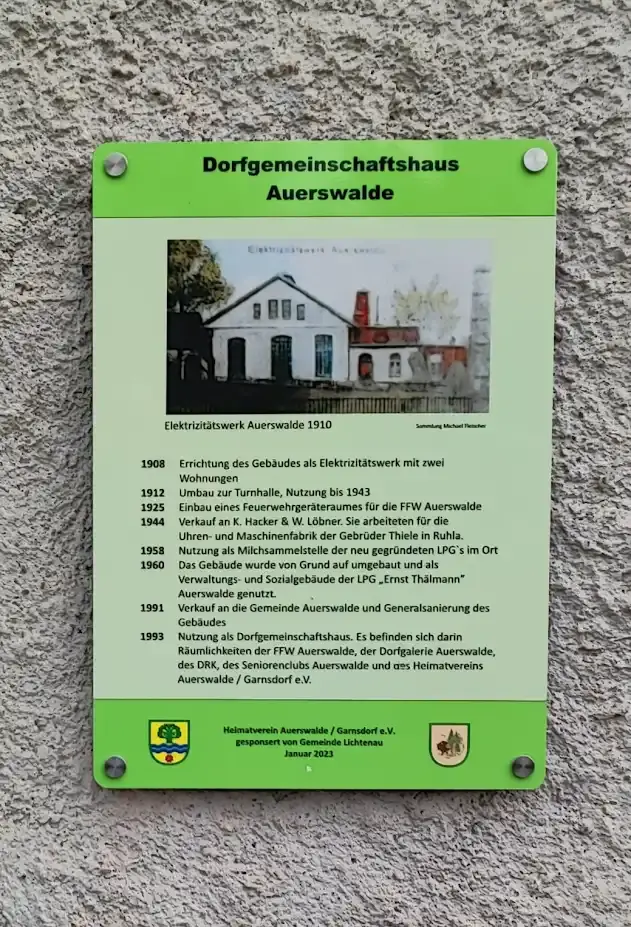 Dorfgemeinschaftshaus
Auerswalde
Elektrizitätswerk Auerswalde
Elektrizitätswerk Auerswalde 1910
Sammlung Michael Fleischer
1908 Errichtung des Gebäudes als Elektrizitätswerk mit zwei
Wohnungen
1912 Umbau zur Turnhalle, Nutzung bis 1943
1925 Einbau eines Feuerwehrgeräteraumes für die FFW Auerswalde
1944 Verkauf an K. Hacker & W. Löbner. Sie arbeiteten für die
Uhren- und Maschinenfabrik der Gebrüder Thiele in Ruhla.
1958 Nutzung als Milchsammelstelle der neu gegründeten LPG`s im Ort
1960 Das Gebäude wurde von Grund auf umgebaut und als
Verwaltungs- und Sozialgebäude der LPG „Ernst Thälmann"
Auerswalde genutzt.
1991 Verkauf an die Gemeinde Auerswalde und Generalsanierung des
Gebäudes
1993 Nutzung als Dorfgemeinschaftshaus. Es befinden sich darin
Räumlichkeiten der FFW Auerswalde, der Dorfgalerie Auerswalde,
des DRK, des Seniorenclubs Auerswalde und des Heimatvereins
Auerswalde / Garnsdorf e.V.
Heimatverein Auerswalde / Garnsdorf e.V.
gesponsert von Gemeinde Lichtenau
Januar 2023